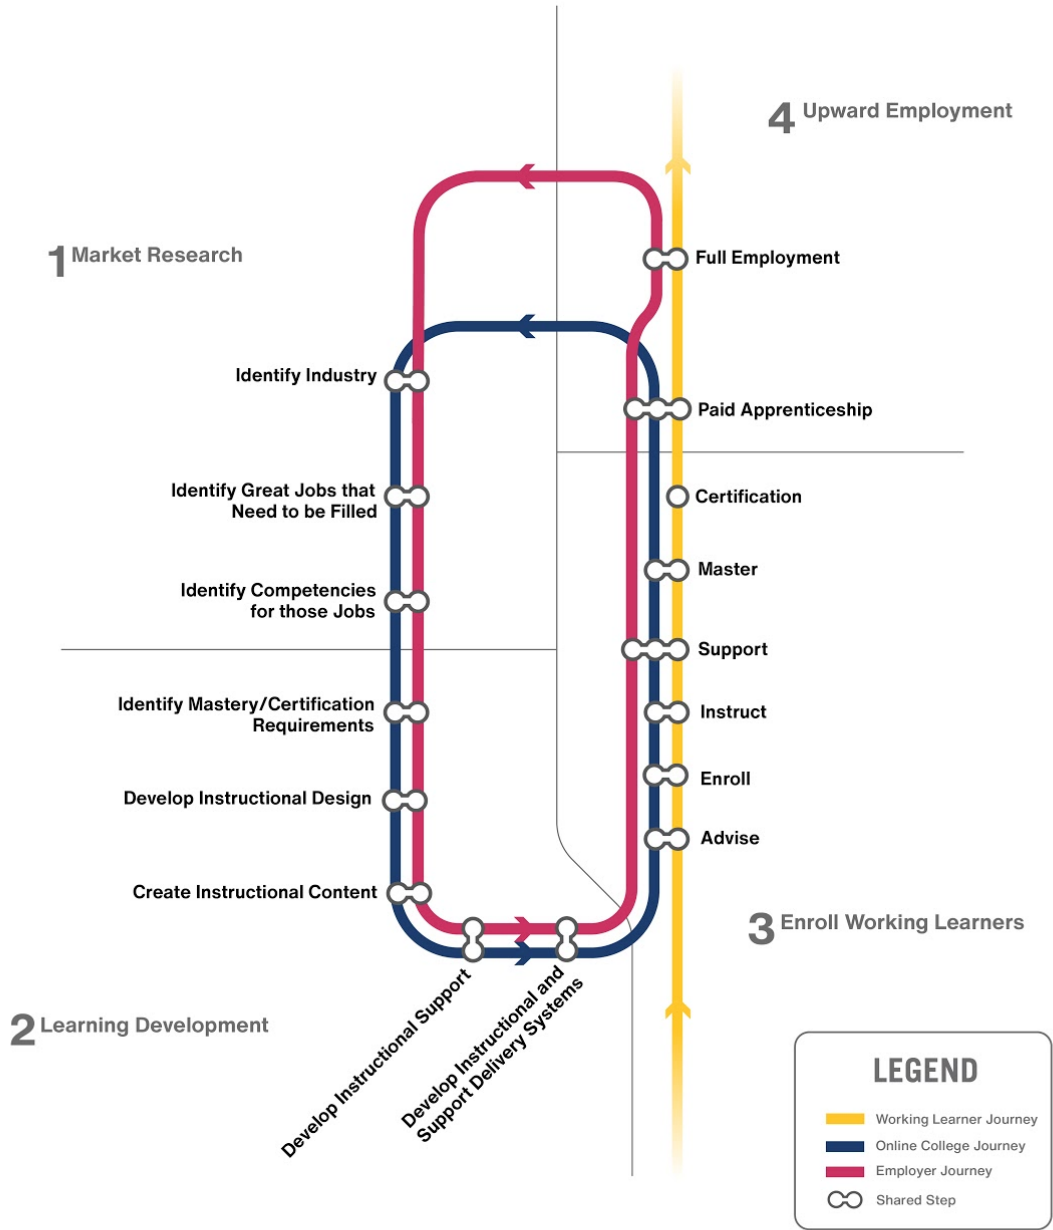 4 Upward Employment
1 Market Research
Full Employment
Identify Industry
Paid Apprenticeship
Identify Great Jobs that
Need to be Filled
Certification
Master
Identify Competencies
for those Jobs
Support
Identify Mastery/Certification
Requirements
Instruct
Enroll
Develop Instructional Design
Advise
Create Instructional Content
3 Enroll Working Learners
2 Learning Development
Develop Instructional Support
Develop Instructional and
Support Delivery Systems
LEGEND
Working Learner Journey
Online College Journey
Employer Journey
Shared Step